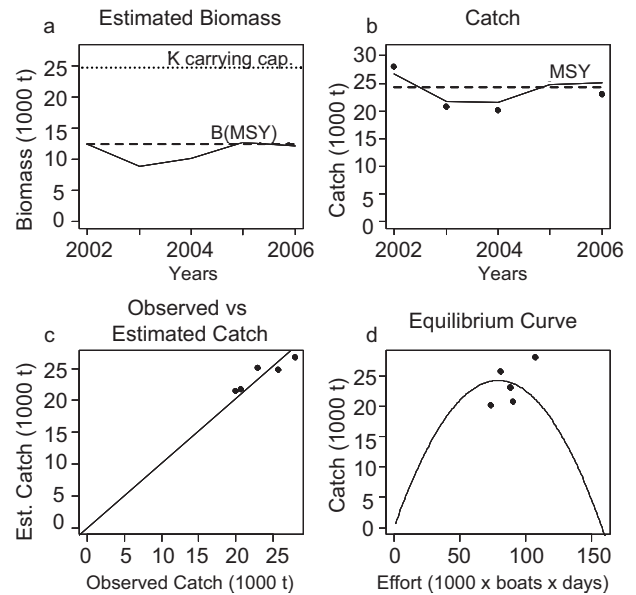 a
Estimated Biomass
Biomass (1000 t)
25
20
15
10
5
0
K carrying cap.
B(MSY)
2002
2004
2006
Years
b
Catch
Catch (1000 t)
30
25
20
15
10
5
0
MSY
2002
2004
2006
Years
c
Observed vs
Estimated Catch
Est. Catch (1000 t)
25
20
15
10
5
0
0
5
10
15
20
25
Observed Catch (1000 t)
d
Equilibrium Curve
Catch (1000 t)
25
20
15
10
5
0
0
50
100
150
Effort (1000 x boats x days)